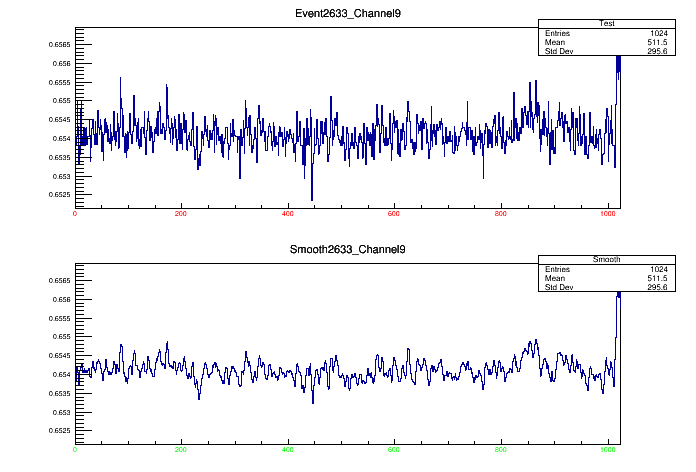 Event2633_Channel9
Test
Entries 1024
Mean 511.5
Std Dev 295.6
0.6565
0.656
0.6555
0.655
0.6545
0.654
0.6535
0.653
0.6525
0 200 400 600 800 1000
Smooth2633_Channel9
Smooth
Entries 1024
Mean 511.5
Std Dev 295.6
0.6565
0.656
0.6555
0.655
0.6545
0.654
0.6535
0.653
0.6525
0 200 400 600 800 1000